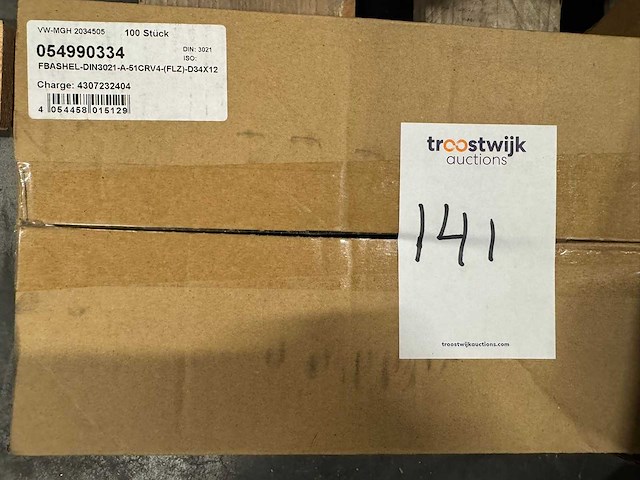 VW-MGH 2034505 100 Stück
054990334 DIN: 3021
ISO:
FBASHEL-DIN3021-A-51CRV4-(FLZ)-D34X12
Charge: 4307232404
4 054458 015129
troostwijk
auctions
141
troostwijkauctions.com